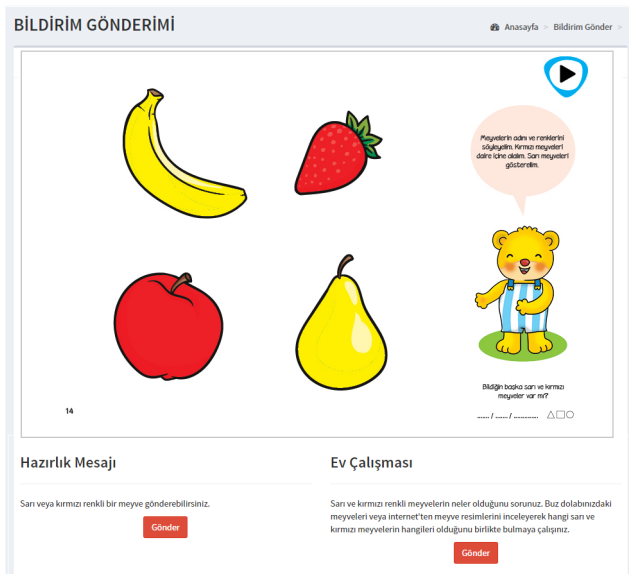 BİLDİRİM GÖNDERİMİ
Anasayfa > Bildirim Gönder >
Meyvelerin adını ve renklerini
söyleyelim. Kırmızı meyveleri
daire içine alalım. Sarı meyveleri
gösterelim.
Bildiğin başka sarı ve kırmızı
meyveler var mı?
....... / ...... / ..............
14
Hazırlık Mesajı
Sarı veya kırmızı renkli bir meyve gönderebilirsiniz.
Gönder
Ev Çalışması
Sarı ve kırmızı renkli meyvelerin neler olduğunu sorunuz. Buz dolabınızdaki
meyveleri veya internet'ten meyve resimlerini inceleyerek hangi sarı ve
kırmızı meyvelerin hangileri olduğunu birlikte bulmaya çalışınız.
Gönder